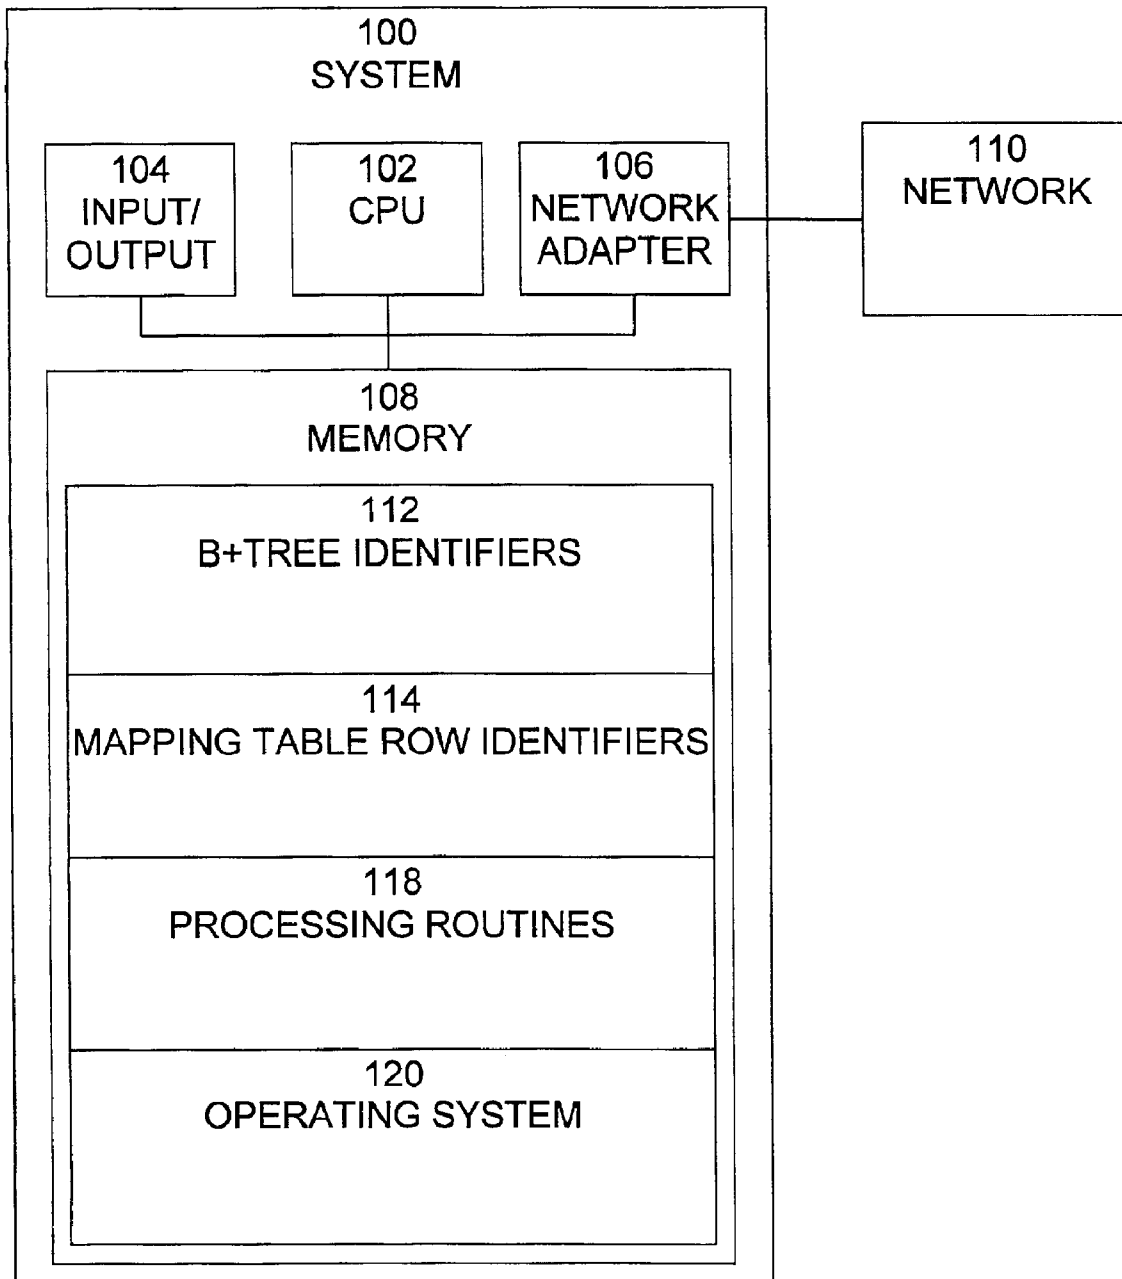 100
SYSTEM
104
INPUT/
OUTPUT
102
CPU
106
NETWORK
ADAPTER
110
NETWORK
108
MEMORY
112
B+TREE IDENTIFIERS
114
MAPPING TABLE ROW IDENTIFIERS
118
PROCESSING ROUTINES
120
OPERATING SYSTEM